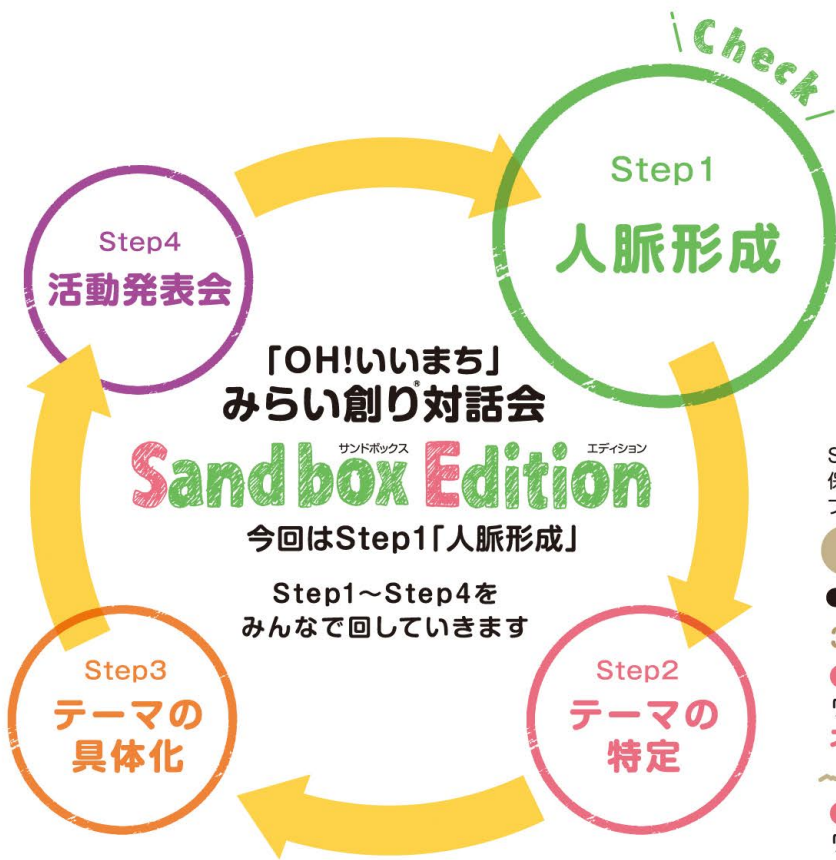 Check
Step1
人脈形成
Step4
活動発表会
「OH!いいまち」
みらい創り®対話会
サンドボックス エディション
Sandbox Edition
今回はStep1「人脈形成」
Step1～Step4を
みんなで回していきます
Step3
テーマの
具体化
Step2
テーマの
特定